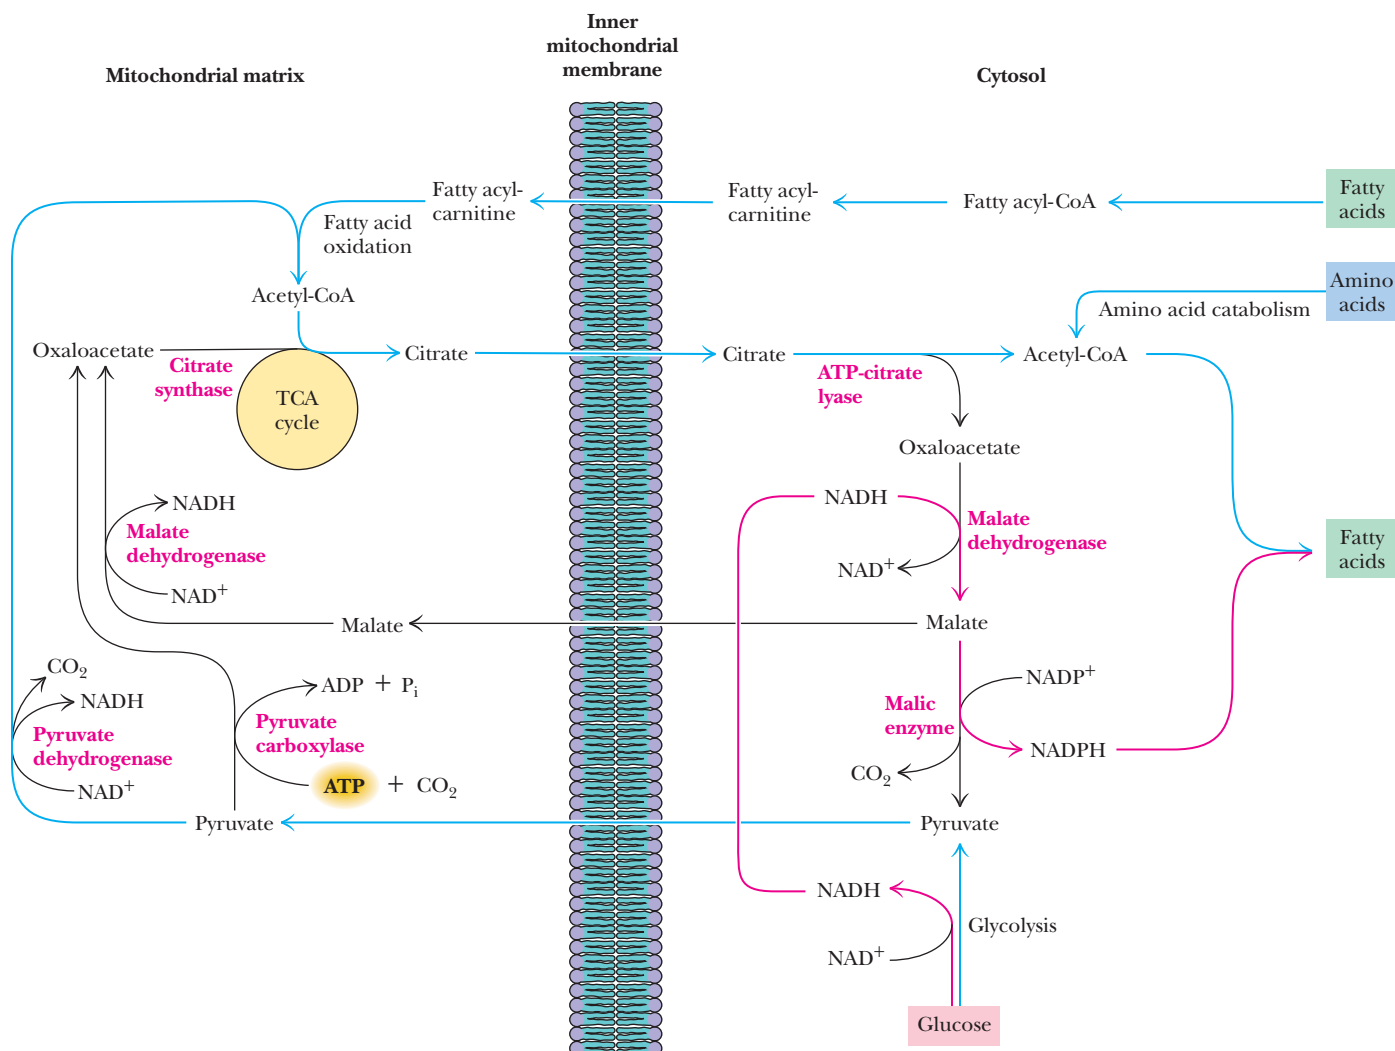 Inner
mitochondrial
membrane
Mitochondrial matrix
Cytosol
Fatty acyl-
carnitine
Fatty acid
oxidation
Fatty acyl-
carnitine
Fatty acyl-CoA
Fatty
acids
Acetyl-CoA
Amino
acids
Amino acid catabolism
Oxaloacetate
Citrate
synthase
TCA
cycle
Citrate
Citrate
ATP-citrate
lyase
Acetyl-CoA
Oxaloacetate
NADH
Malate
dehydrogenase
NAD+
NADH
Malate
dehydrogenase
NAD+
Fatty
acids
Malate
Malate
CO2
NADH
Pyruvate
dehydrogenase
NAD+
ADP + Pi
Pyruvate
carboxylase
ATP + CO2
NADP+
Malic
enzyme
NADPH
CO2
Pyruvate
Pyruvate
NADH
Glycolysis
NAD+
Glucose